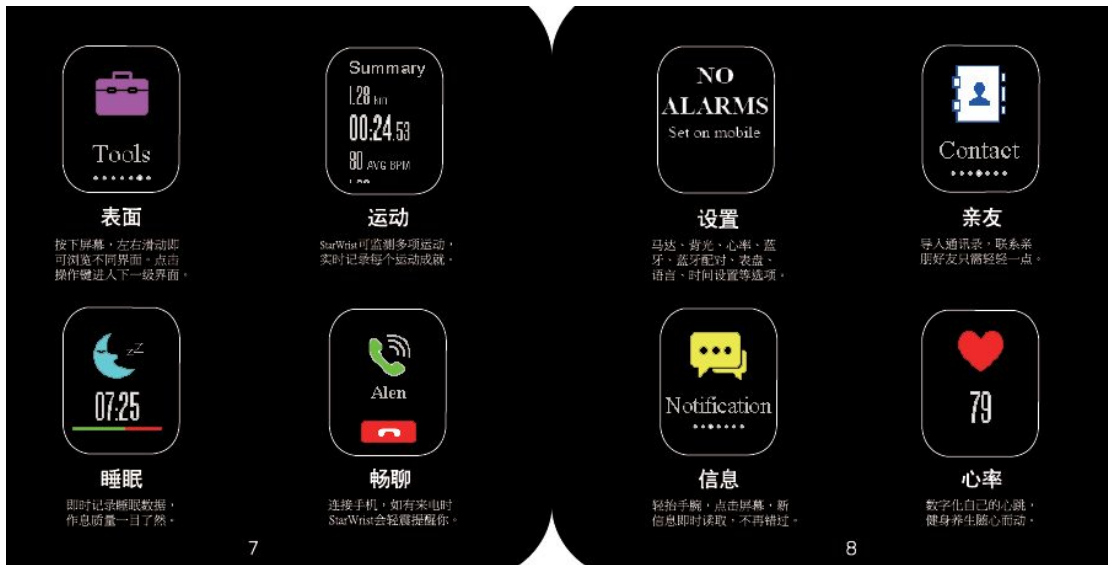 Tools
表面
按下屏幕，左右滑动即
可浏览不同界面。点击
操作键进入下一级界面。
Summary
1.28 km
00:24.53
80 AVG BPM
运动
StarWrist可监测多项运动，
实时记录每个运动成就。
zZ
07:25
睡眠
即时记录睡眠数据，
作息质量一目了然。
Alen
畅聊
连接手机，如有来电时
StarWrist会轻震提醒你。
7
NO
ALARMS
Set on mobile
设置
马达、背光、心率、蓝
牙、蓝牙配对、表盘、
语言、时间设置等选项。
Contact
亲友
导入通讯录，联系亲
朋好友只需轻轻一点。
Notification
信息
轻抬手腕，点击屏幕，新
信息即时读取，不再错过。
79
心率
数字化自己的心跳，
健身养生随心而动。
8